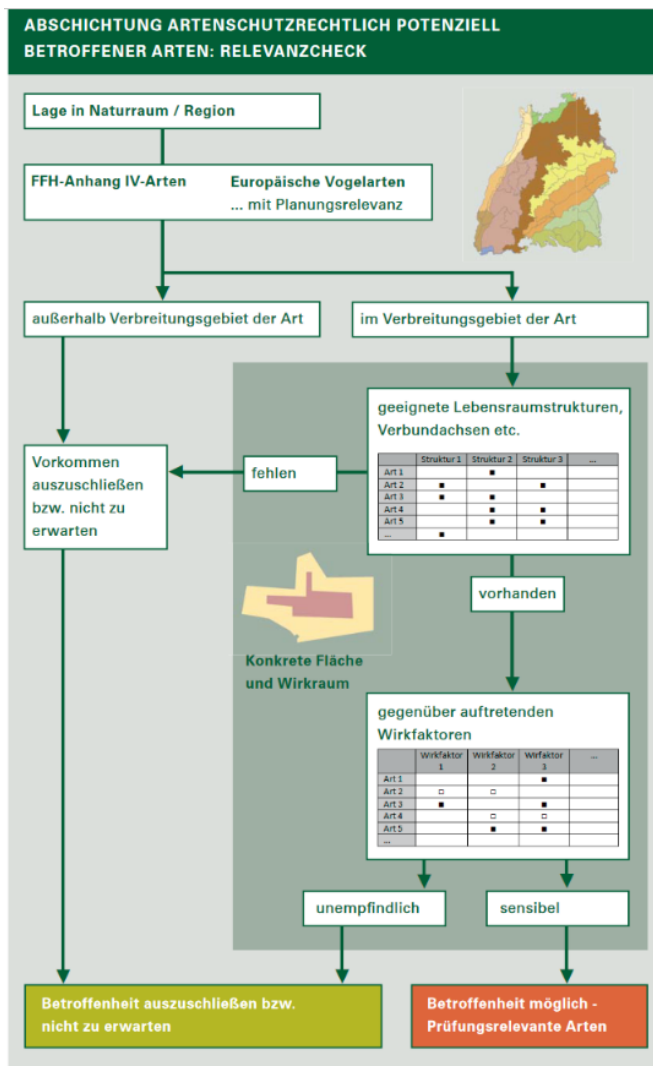 ABSCHICHTUNG ARTENSCHUTZRECHTLICH POTENZIELL
BETROFFENER ARTEN: RELEVANZCHECK
Lage in Naturraum / Region
FFH-Anhang IV-Arten
Europäische Vogelarten
... mit Planungsrelevanz
außerhalb Verbreitungsgebiet der Art
im Verbreitungsgebiet der Art
geeignete Lebensraumstrukturen,
Verbundachsen etc.
Struktur 1 Struktur 2 Struktur 3 ...
Art 1
Art 2
Art 3
Art 4
Art 5
...
fehlen
Vorkommen
auszuschließen
bzw. nicht zu
erwarten
vorhanden
Konkrete Fläche
und Wirkraum
gegenüber auftretenden
Wirkfaktoren
Wirkfaktor Wirkfaktor Wirfaktor ...
1 2 3
Art 1
Art 2
Art 3
Art 4
Art 5
...
unempfindlich
sensibel
Betroffenheit auszuschließen bzw.
nicht zu erwarten
Betroffenheit möglich -
Prüfungsrelevante Arten